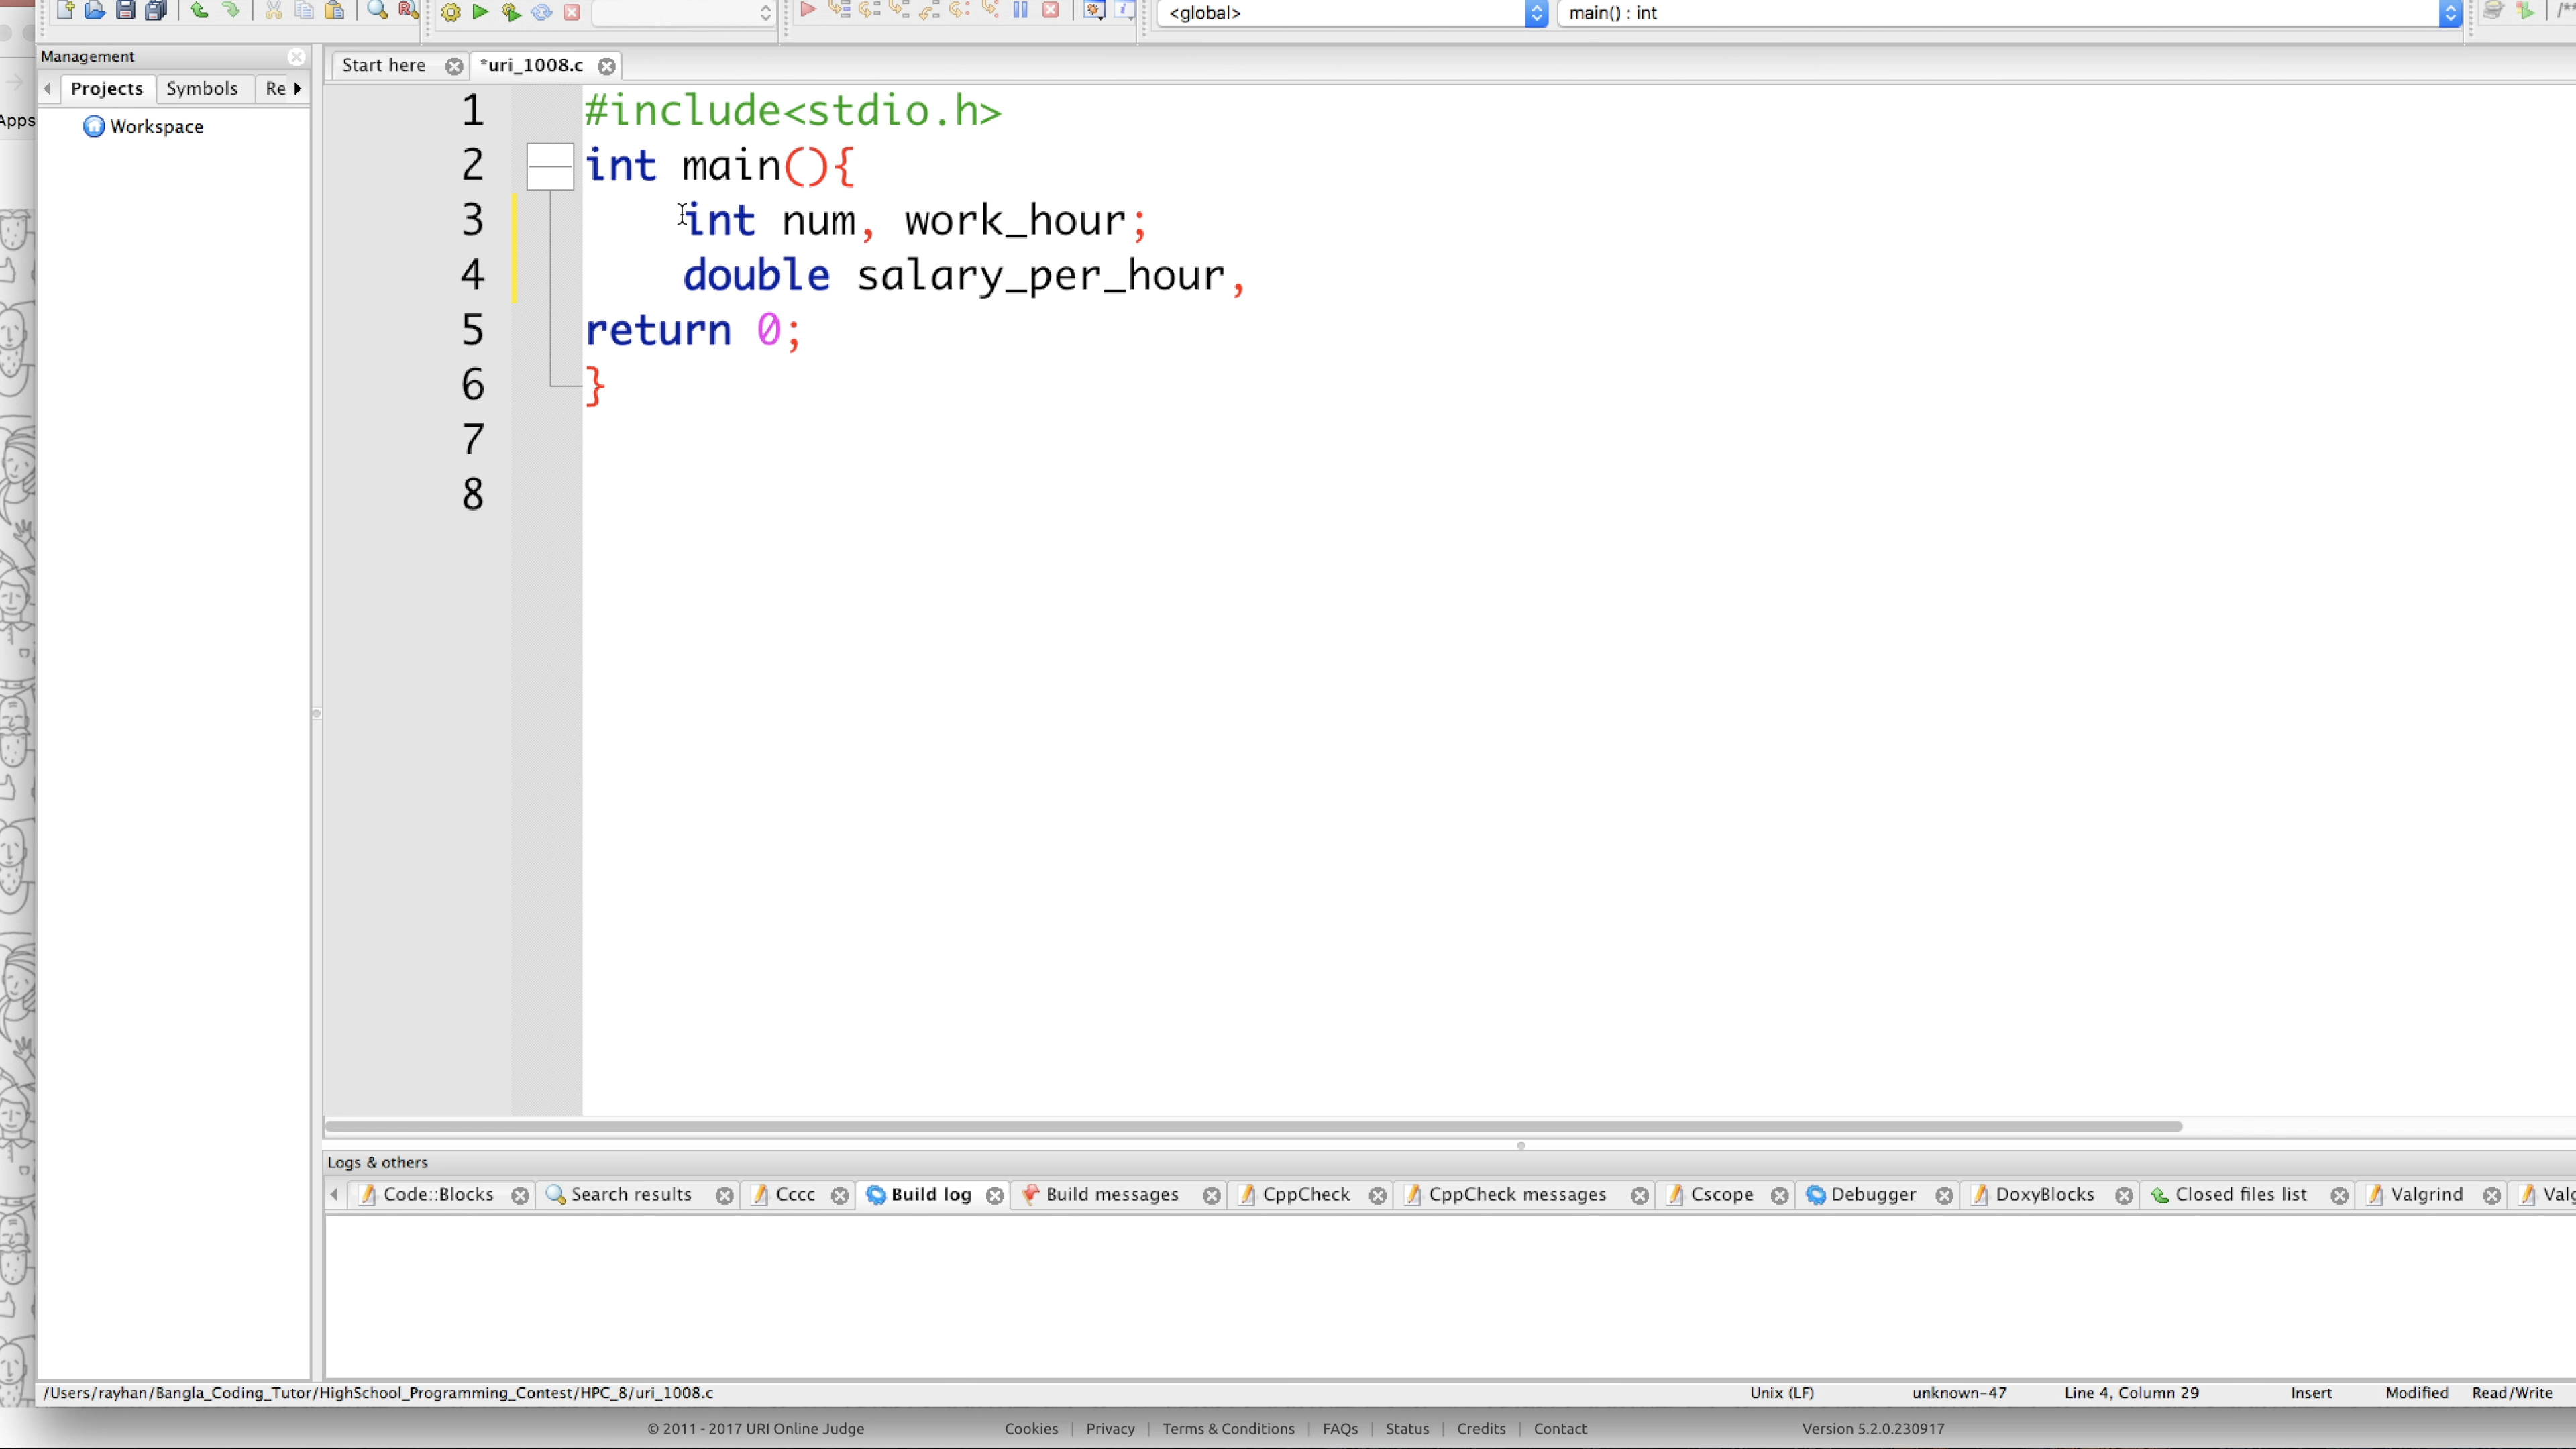 <global>
main() : int
/**
Management
Start here
*uri_1008.c
Projects
Symbols
Re
Apps
Workspace
1 #include<stdio.h>
2 int main(){
3 int num, work_hour;
4 double salary_per_hour,
5 return 0;
6 }
7
8
Logs & others
Code::Blocks
Search results
Cccc
Build log
Build messages
CppCheck
CppCheck messages
Cscope
Debugger
DoxyBlocks
Closed files list
Valgrind
Valg
/Users/rayhan/Bangla_Coding_Tutor/HighSchool_Programming_Contest/HPC_8/uri_1008.c
Unix (LF)
unknown-47
Line 4, Column 29
Insert
Modified
Read/Write
© 2011 - 2017 URI Online Judge
Cookies | Privacy | Terms & Conditions | FAQs | Status | Credits | Contact
Version 5.2.0.230917